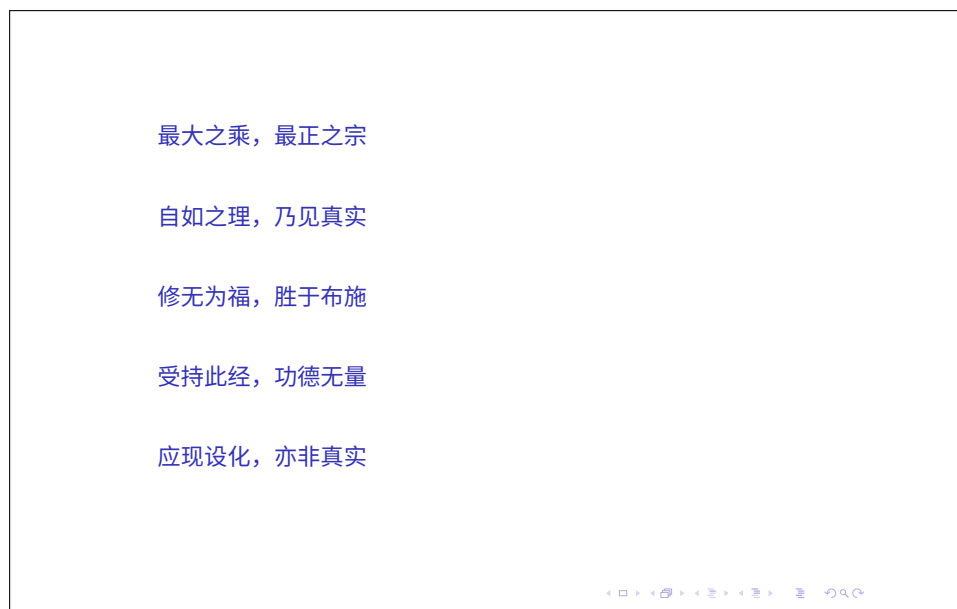 最大之乘，最正之宗
自如之理，乃见真实
修无为福，胜于布施
受持此经，功德无量
应现设化，亦非真实